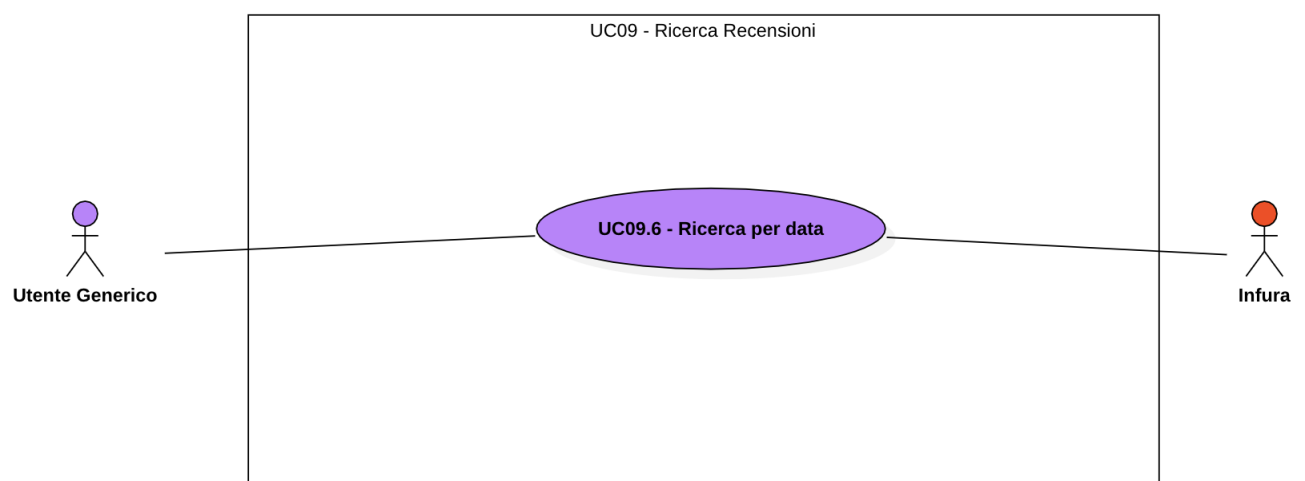 UC09 - Ricerca Recensioni
UC09.6 - Ricerca per data
Utente Generico
Infura